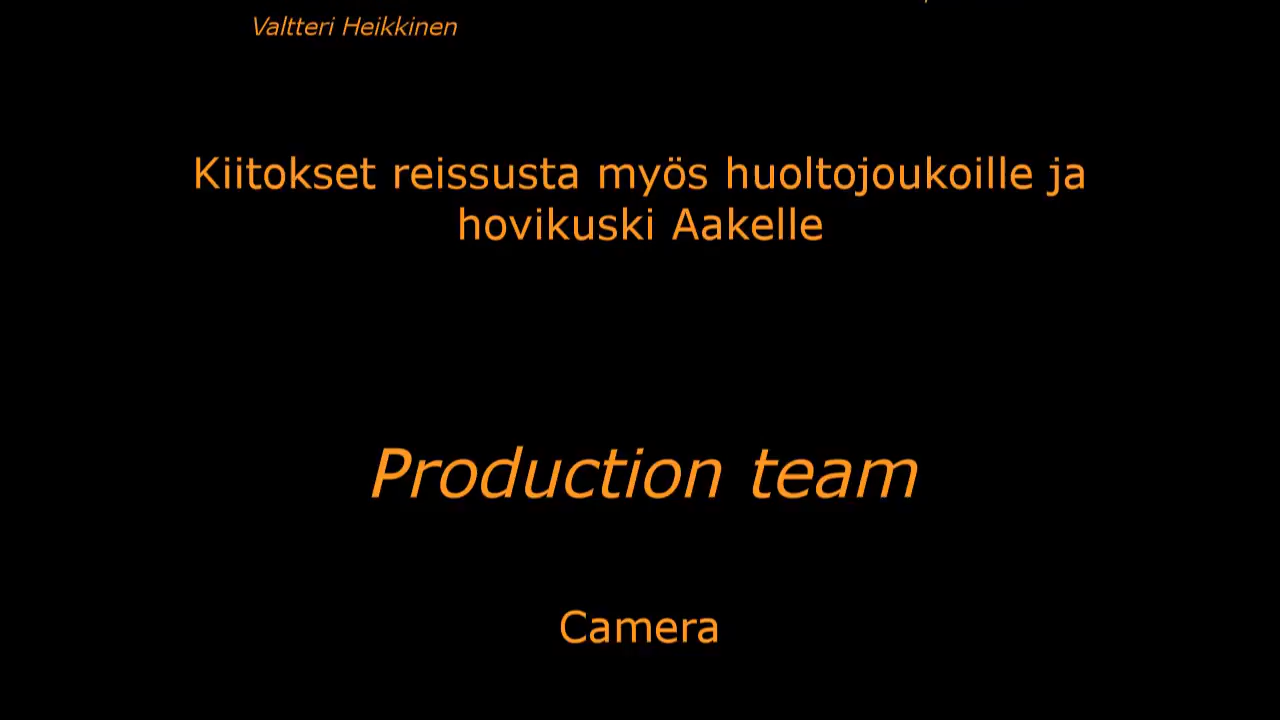 Valtteri Heikkinen
Kiitokset reissusta myös huoltojoukoille ja
hovikuski Aakelle
Production team
Camera